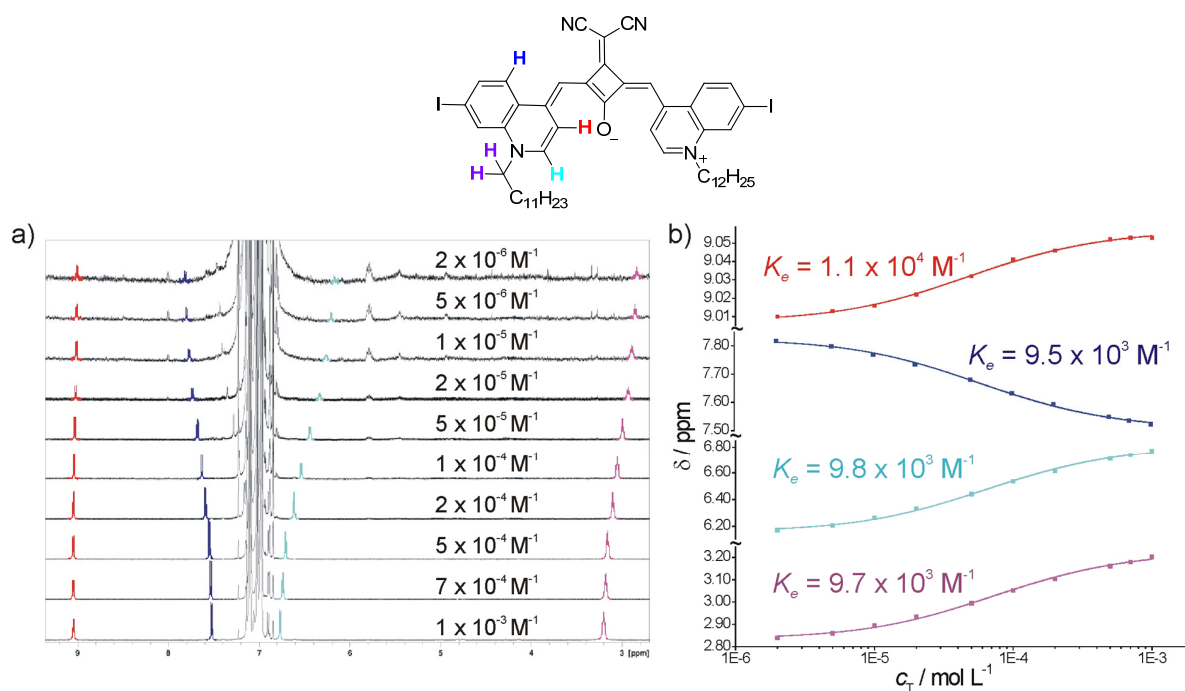 NC CN
H
I
H
O
−
I
N
H
H
H
N
+
C₁₂H₂₅
C₁₁H₂₃
a)
2 x 10⁻⁶ M⁻¹
5 x 10⁻⁶ M⁻¹
1 x 10⁻⁵ M⁻¹
2 x 10⁻⁵ M⁻¹
5 x 10⁻⁵ M⁻¹
1 x 10⁻⁴ M⁻¹
2 x 10⁻⁴ M⁻¹
5 x 10⁻⁴ M⁻¹
7 x 10⁻⁴ M⁻¹
1 x 10⁻³ M⁻¹
9 8 7 6 5 4 3 [ppm]
b)
δ / ppm
9.05
9.04
9.03
9.02
9.01
7.80
7.70
7.60
7.50
6.80
6.60
6.40
6.20
3.20
3.10
3.00
2.90
2.80
Kₑ = 1.1 x 10⁴ M⁻¹
Kₑ = 9.5 x 10³ M⁻¹
Kₑ = 9.8 x 10³ M⁻¹
Kₑ = 9.7 x 10³ M⁻¹
1E-6 1E-5 1E-4 1E-3
c_T / mol L⁻¹